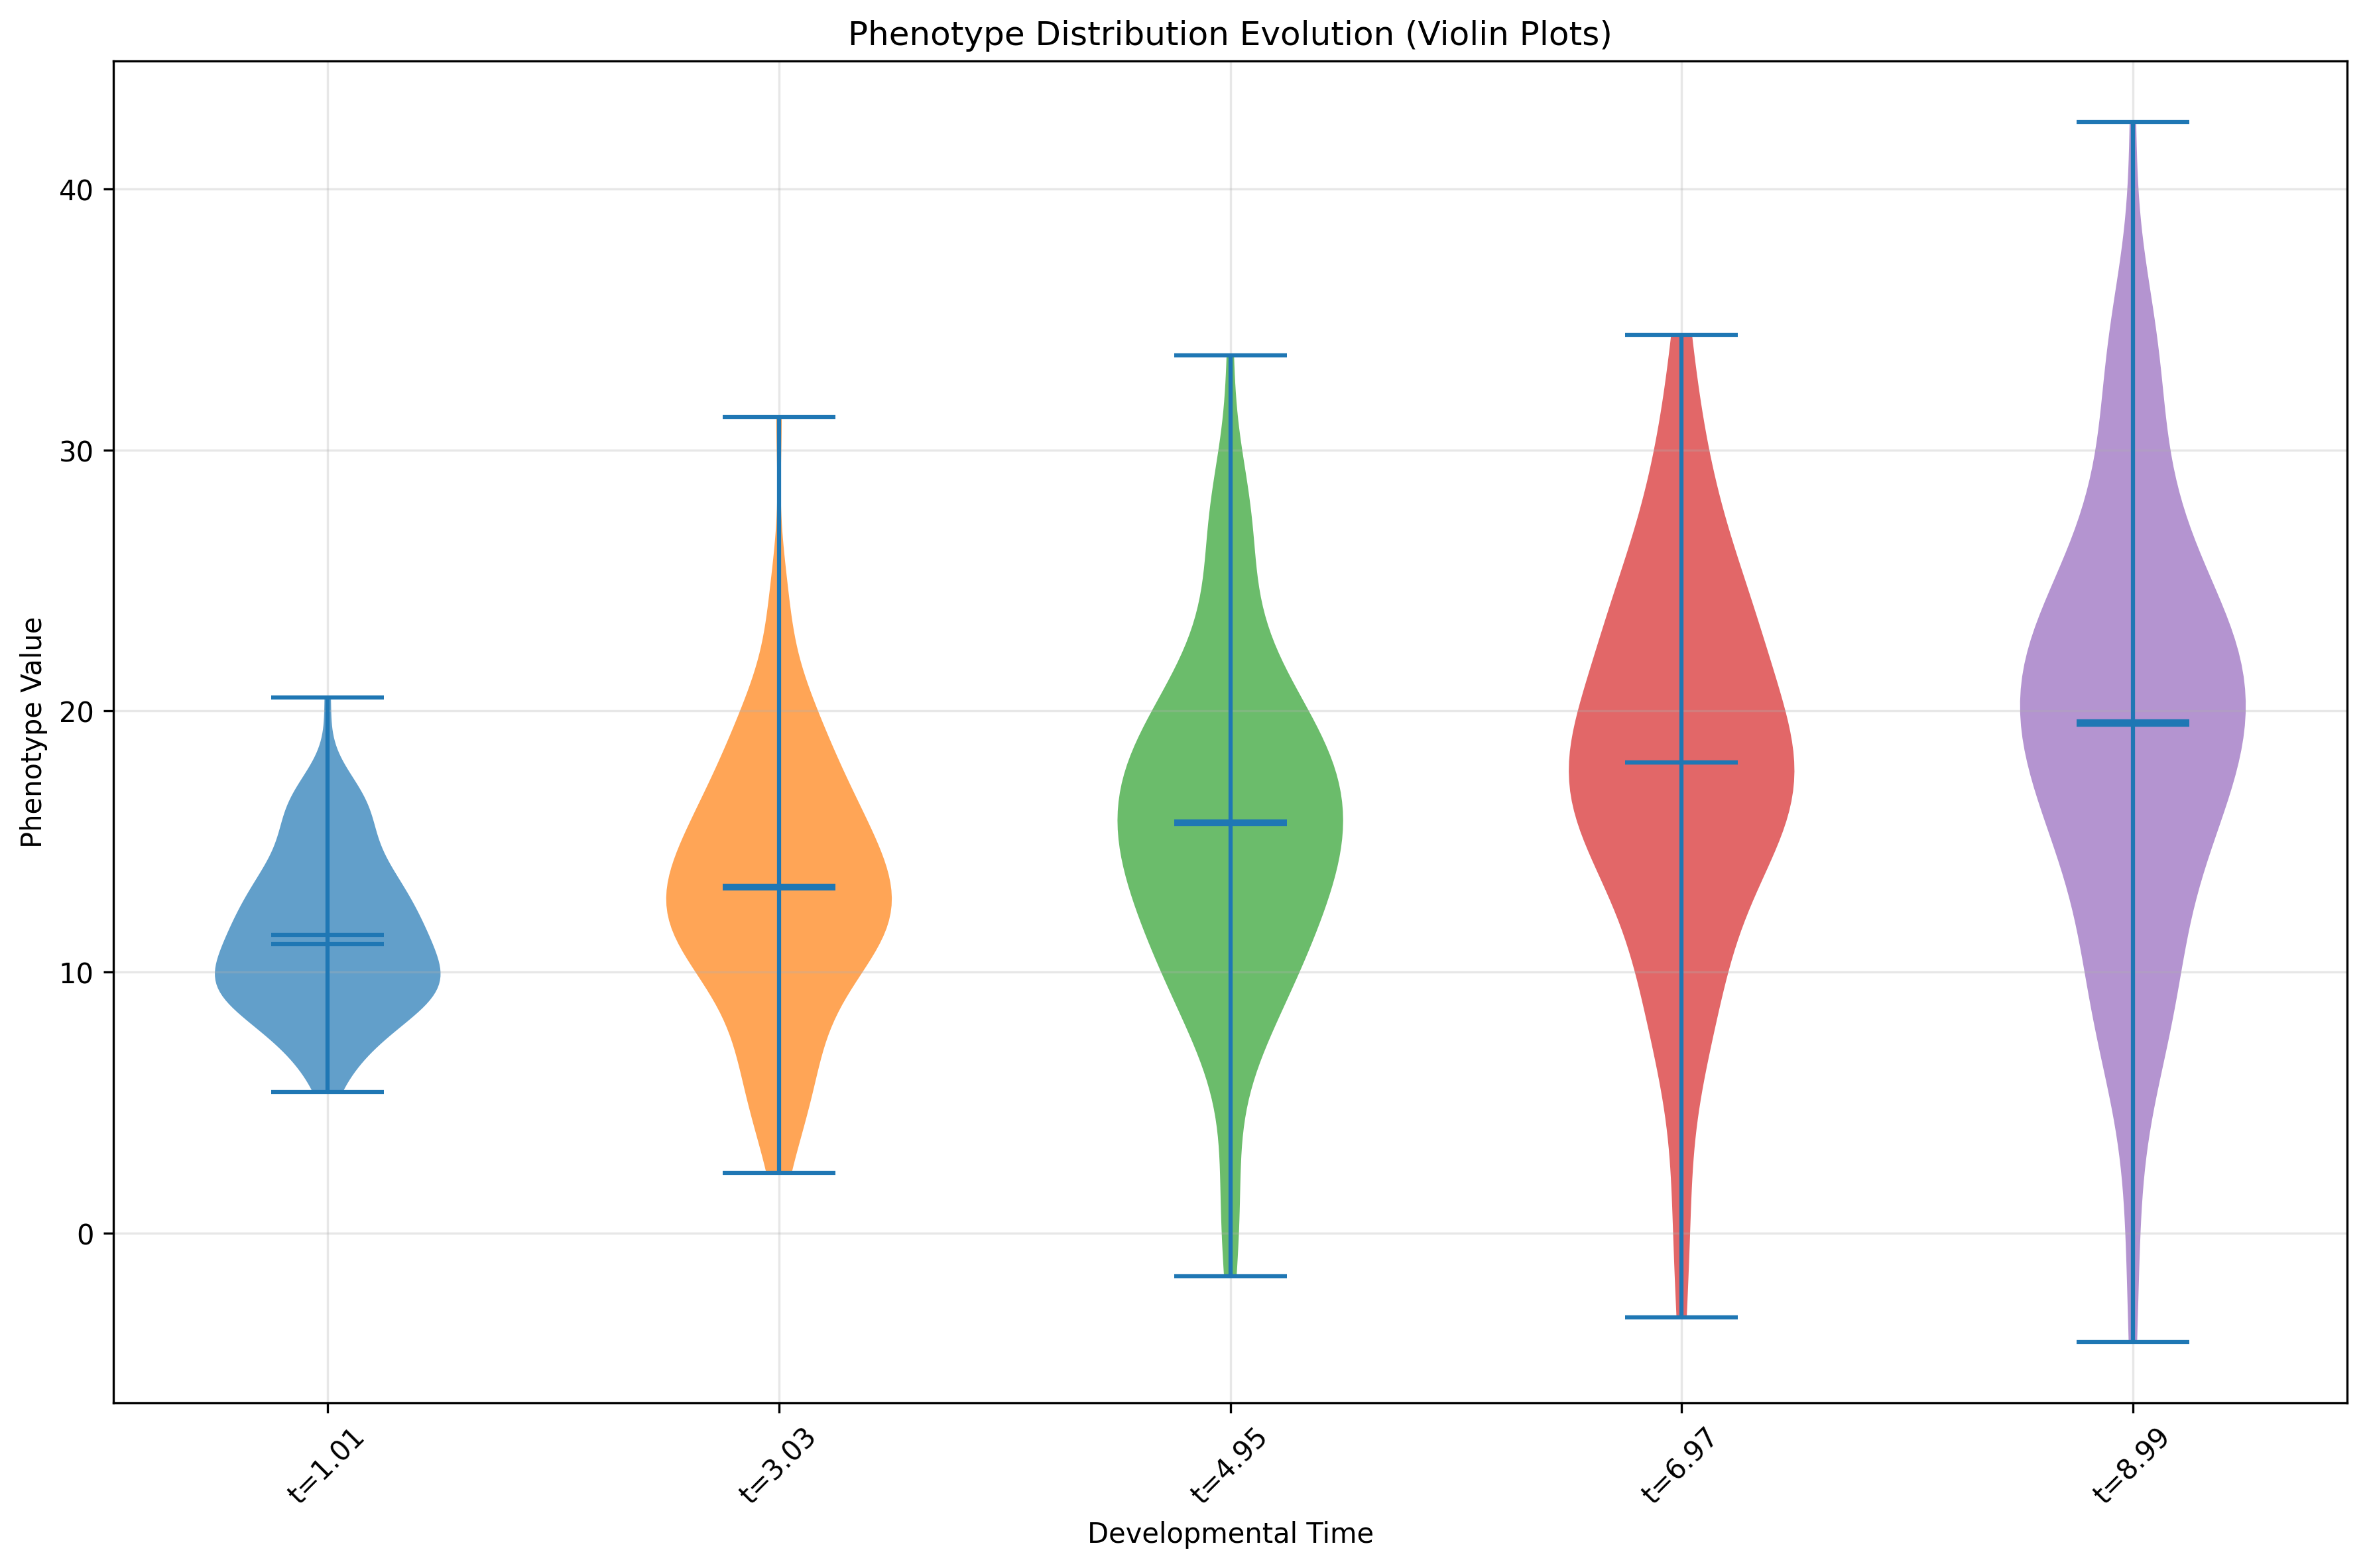 Phenotype Distribution Evolution (Violin Plots)
Phenotype Value
40
30
20
10
0
t=1.01
t=3.03
t=4.95
t=6.97
t=8.99
Developmental Time